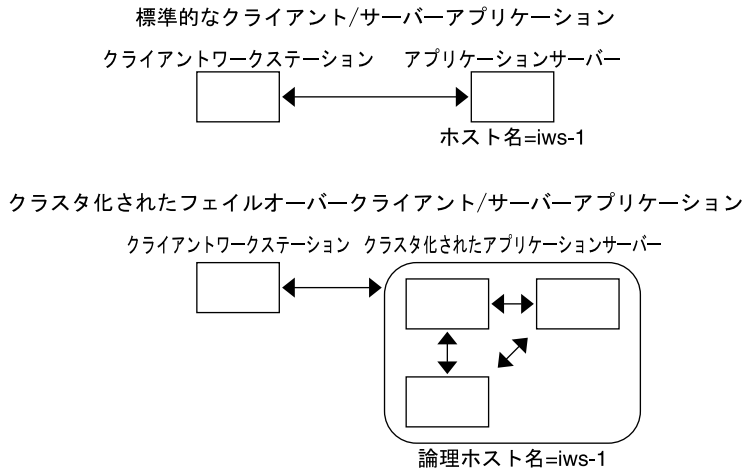 標準的なクライアント/サーバーアプリケーション
クライアントワークステーション
アプリケーションサーバー
ホスト名=iws-1
クラスタ化されたフェイルオーバークライアント/サーバーアプリケーション
クライアントワークステーション
クラスタ化されたアプリケーションサーバー
論理ホスト名=iws-1